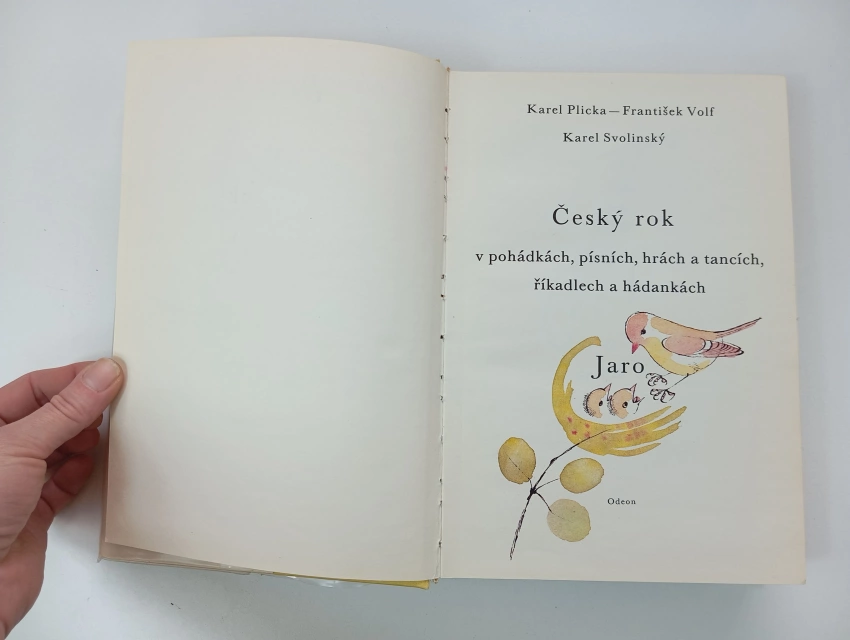 Karel Plicka — František Volf
Karel Svolinský
Český rok
v pohádkách, písních, hrách a tancích,
říkadlech a hádankách
Jaro
Odeon